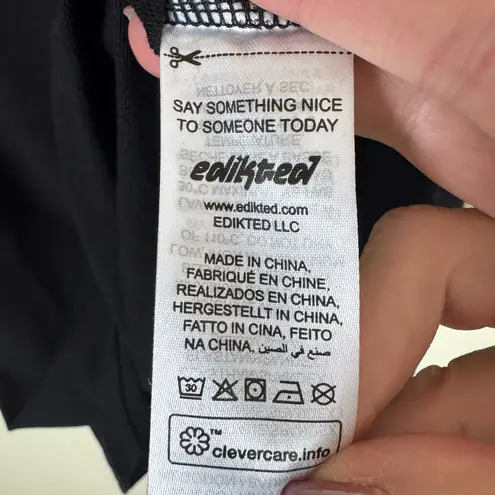 SAY SOMETHING NICE
TO SOMEONE TODAY
edikted
www.edikted.com
EDIKTED LLC
MADE IN CHINA,
FABRIQUÉ EN CHINE,
REALIZADOS EN CHINA,
HERGESTELLT IN CHINA,
FATTO IN CINA, FEITO
NA CHINA, صنع في الصين
30
TM
clevercare.info